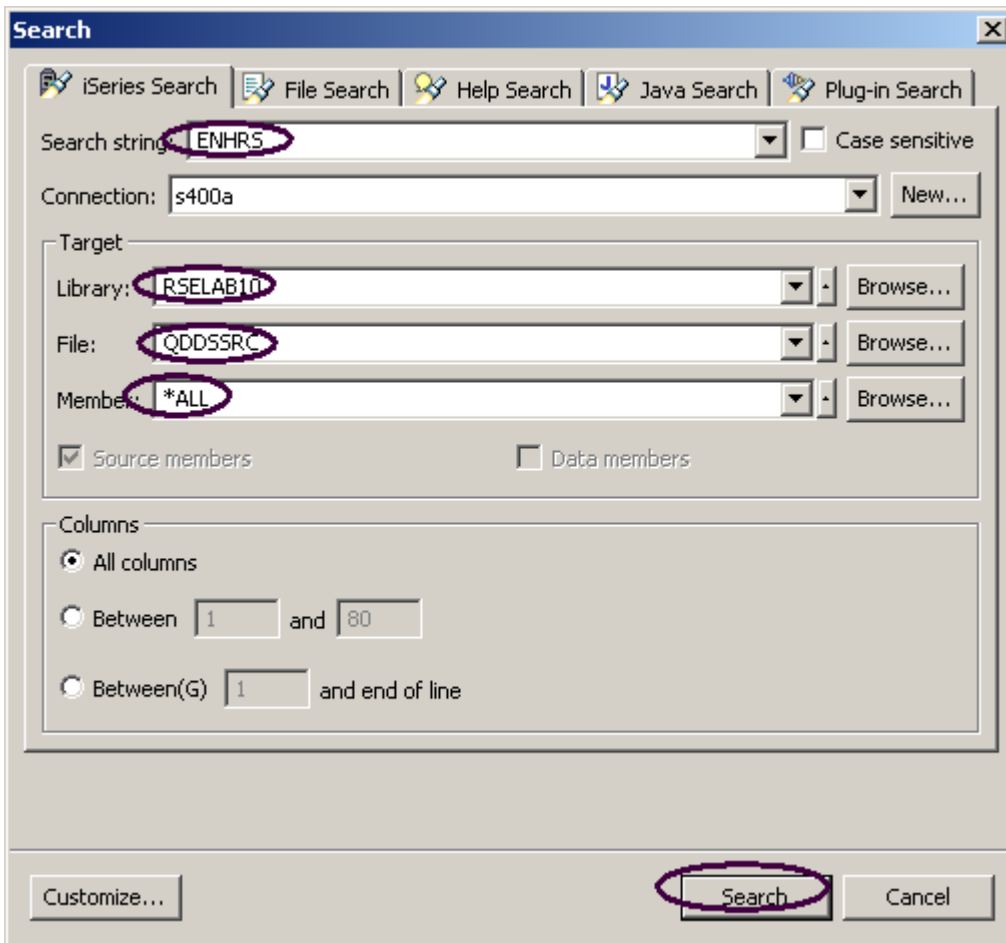 Search
iSeries Search File Search Help Search Java Search Plug-in Search
Search string: ENHRS Case sensitive
Connection: s400a New...
Target
Library: RSELAB10 Browse...
File: QDDSSRC Browse...
Member: *ALL Browse...
Source members Data members
Columns
All columns
Between 1 and 80
Between(G) 1 and end of line
Customize... Search Cancel